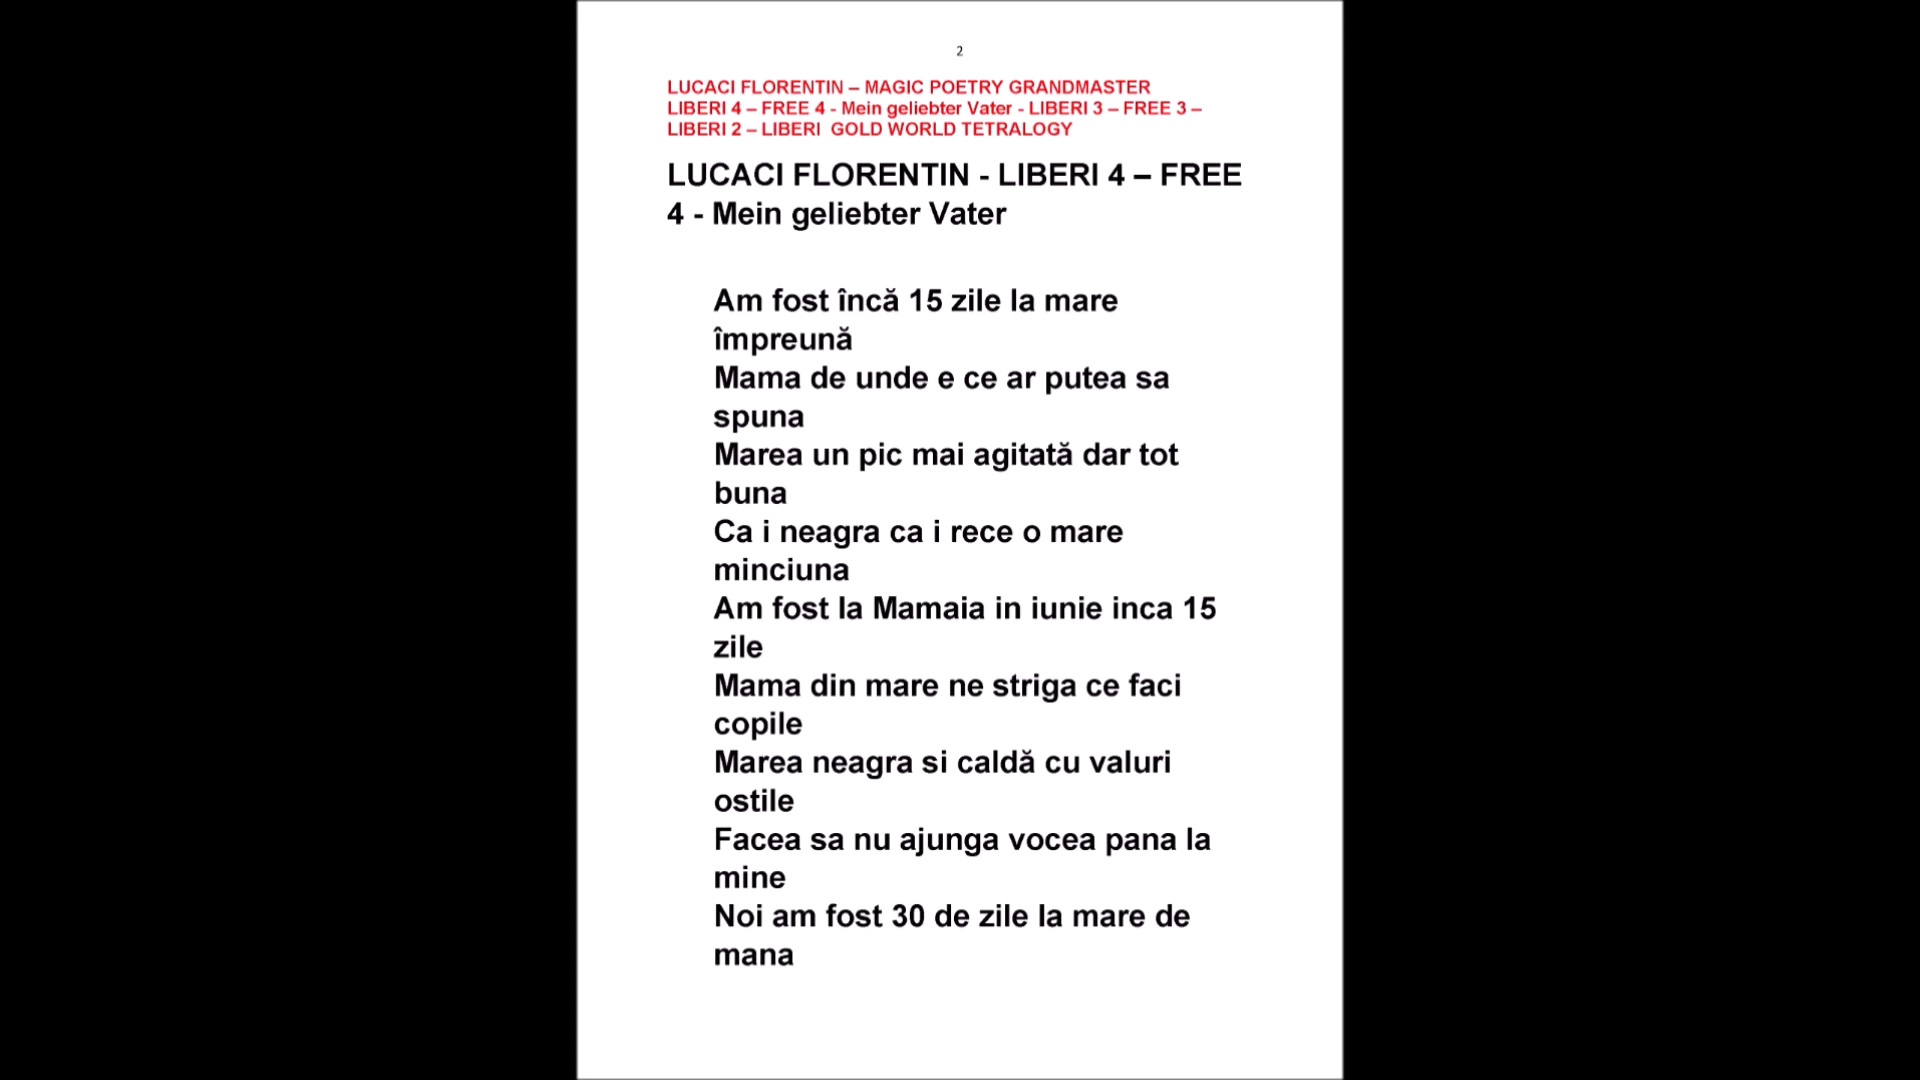 2
LUCACI FLORENTIN – MAGIC POETRY GRANDMASTER
LIBERI 4 – FREE 4 - Mein geliebter Vater - LIBERI 3 – FREE 3 –
LIBERI 2 – LIBERI  GOLD WORLD TETRALOGY
LUCACI FLORENTIN - LIBERI 4 – FREE
4 - Mein geliebter Vater
Am fost încă 15 zile la mare
împreună
Mama de unde e ce ar putea sa
spuna
Marea un pic mai agitată dar tot
buna
Ca i neagra ca i rece o mare
minciuna
Am fost la Mamaia in iunie inca 15
zile
Mama din mare ne striga ce faci
copile
Marea neagra si caldă cu valuri
ostile
Facea sa nu ajunga vocea pana la
mine
Noi am fost 30 de zile la mare de
mana